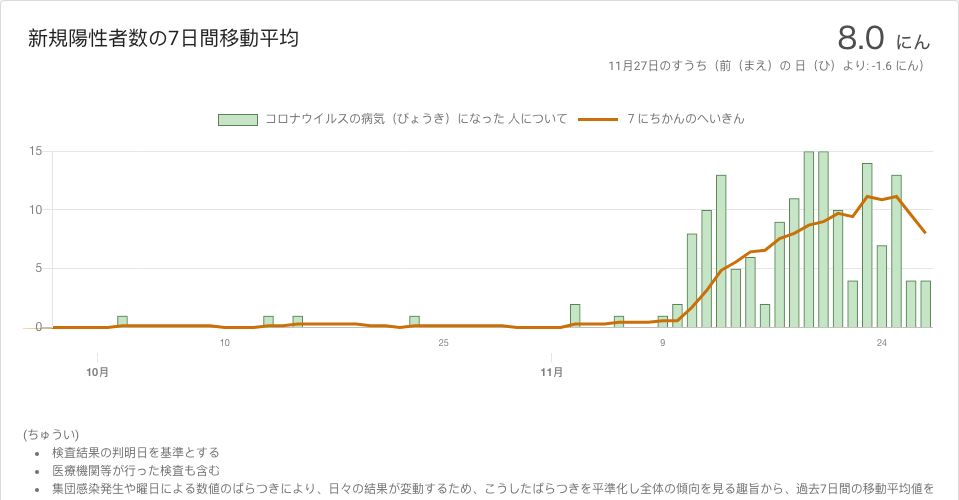 新規陽性者数の7日間移動平均
8.0 にん
11月27日のすうち（前（まえ）の 日（ひ）より: -1.6 にん）
コロナウイルスの病気（びょうき）になった 人について
7 にちかんのへいきん
15
10
5
0
10
25
9
24
10月
11月
(ちゅうい)
• 検査結果の判明日を基準とする
• 医療機関等が行った検査も含む
• 集団感染発生や曜日による数値のばらつきにより、日々の結果が変動するため、こうしたばらつきを平準化し全体の傾向を見る趣旨から、過去7日間の移動平均値を